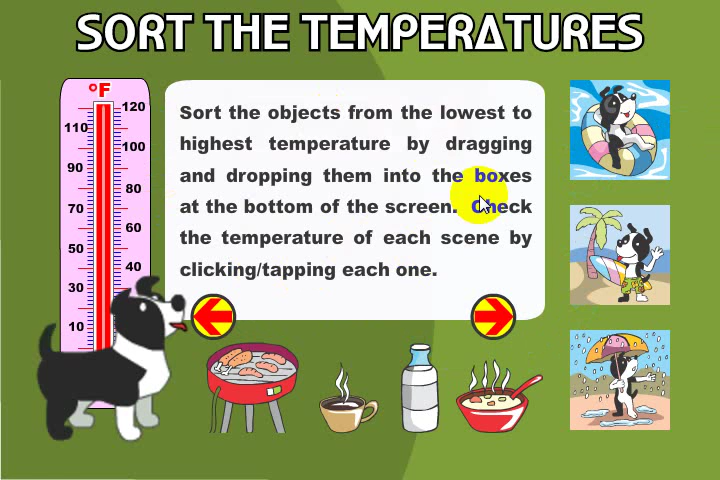 SORT THE TEMPERATURES
°F
120
110
100
90
80
70
60
50
40
30
10
Sort the objects from the lowest to
highest temperature by dragging
and dropping them into the boxes
at the bottom of the screen. Check
the temperature of each scene by
clicking/tapping each one.